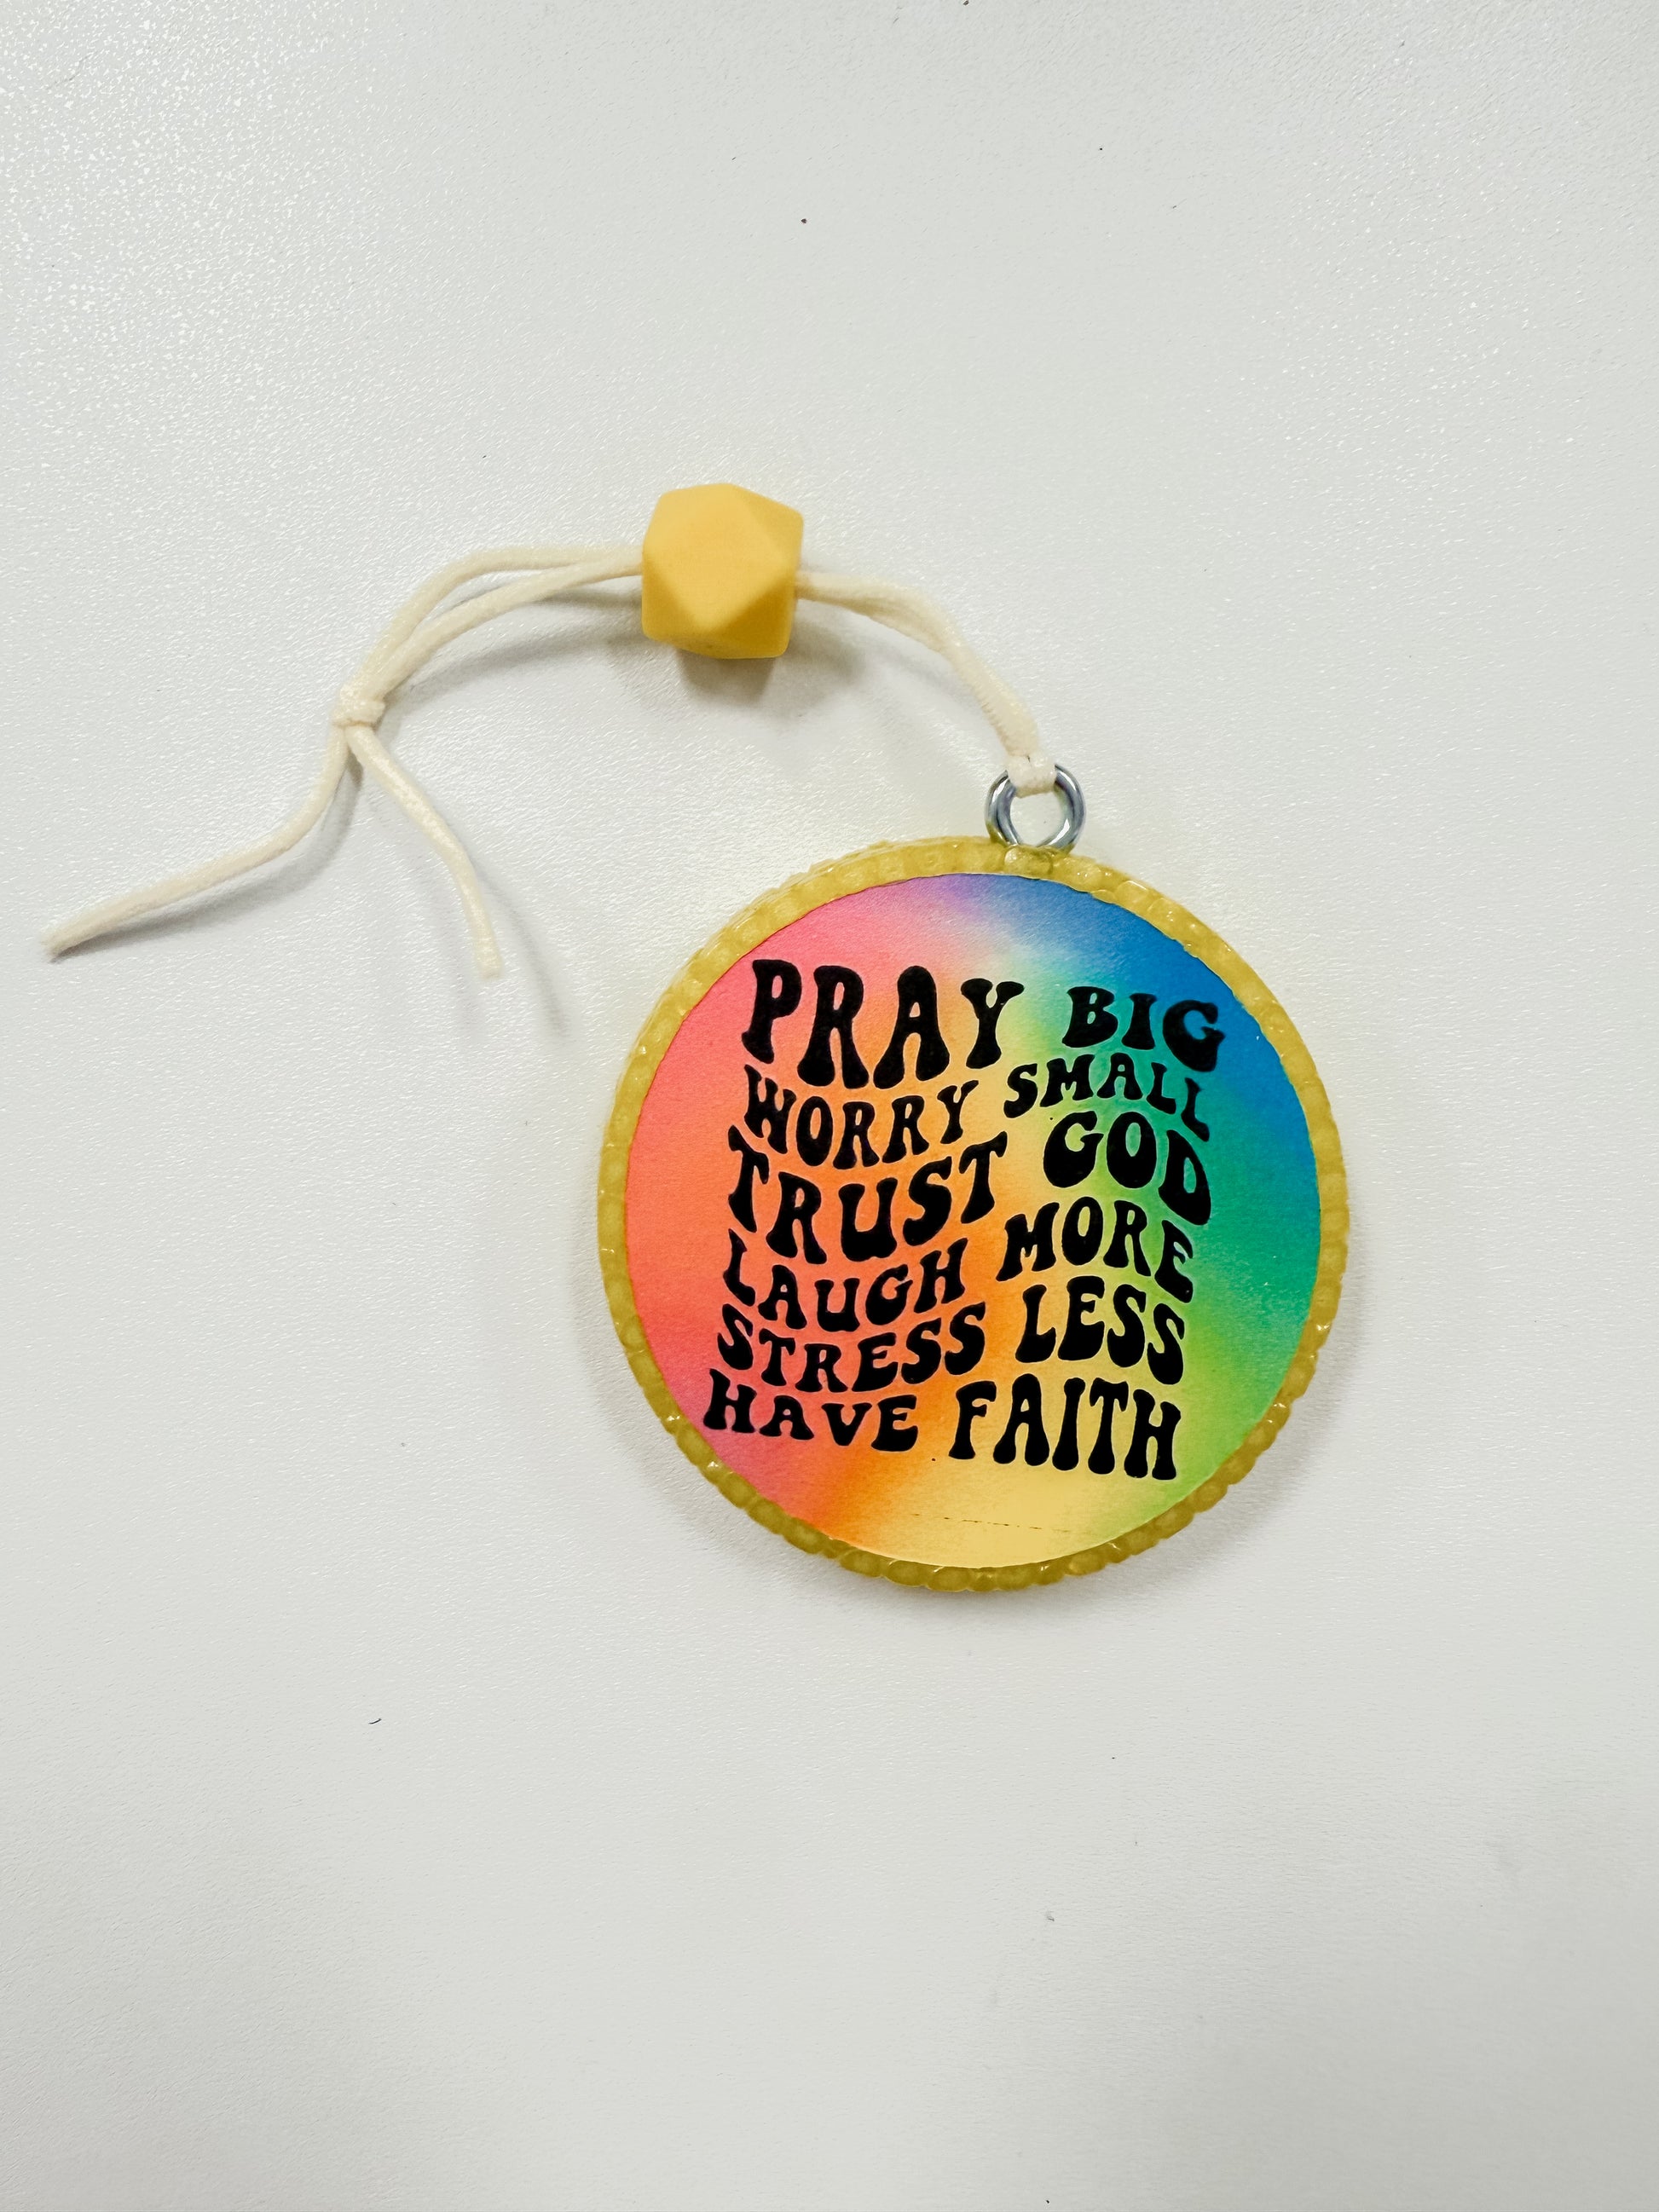 PRAY BIG
WORRY SMALL
TRUST GOD
LAUGH MORE
STRESS LESS
HAVE FAITH